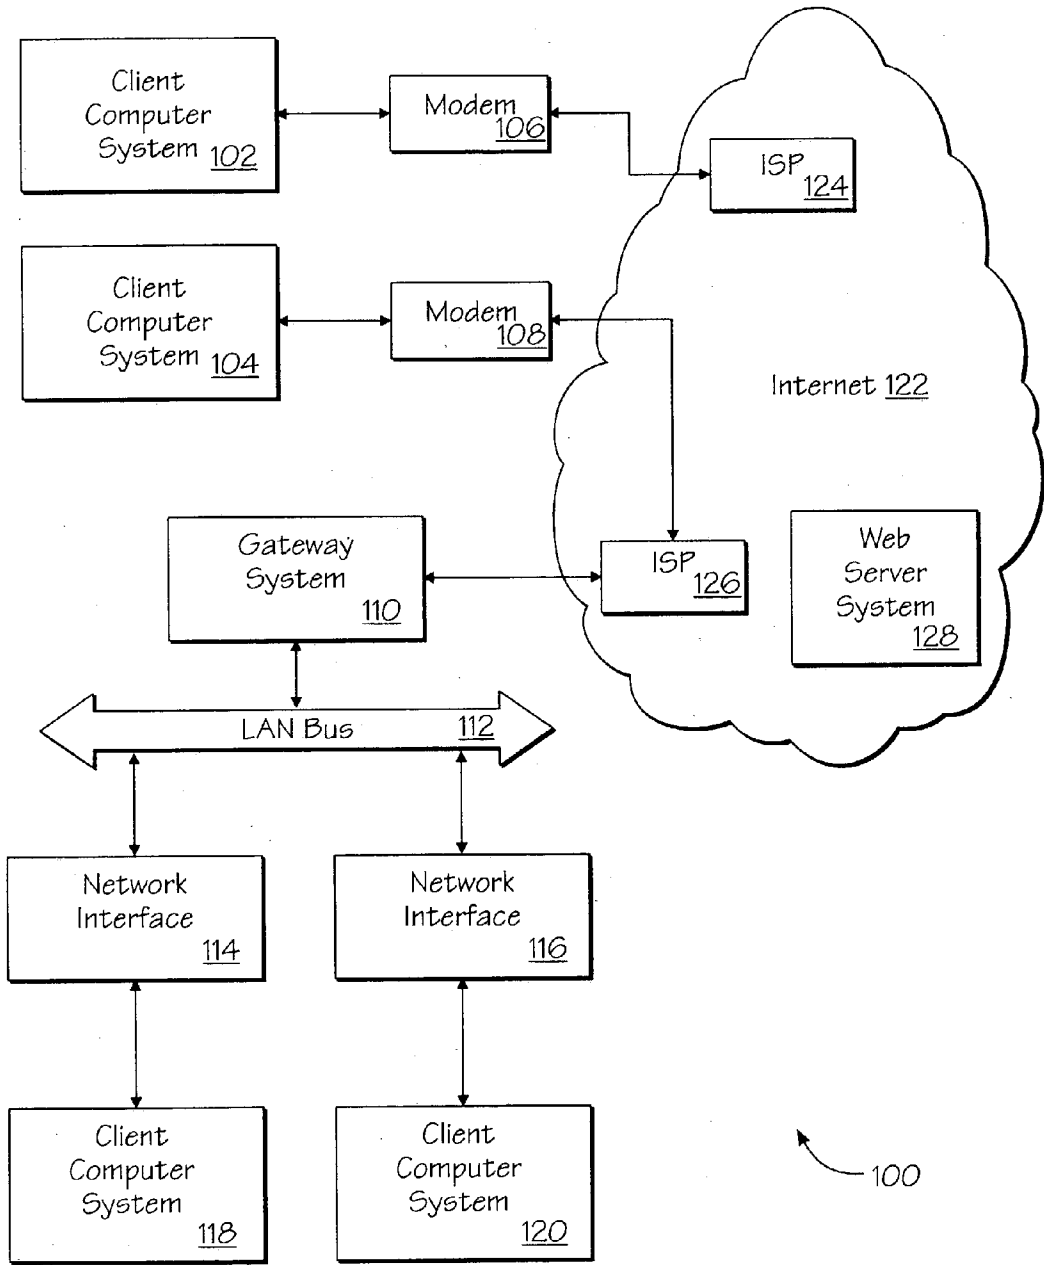 Client
Computer
System 102
Modem
106
ISP
124
Client
Computer
System 104
Modem
108
Internet 122
Gateway
System
110
ISP
126
Web
Server
System
128
LAN Bus 112
Network
Interface
114
Network
Interface
116
Client
Computer
System
118
Client
Computer
System
120
100